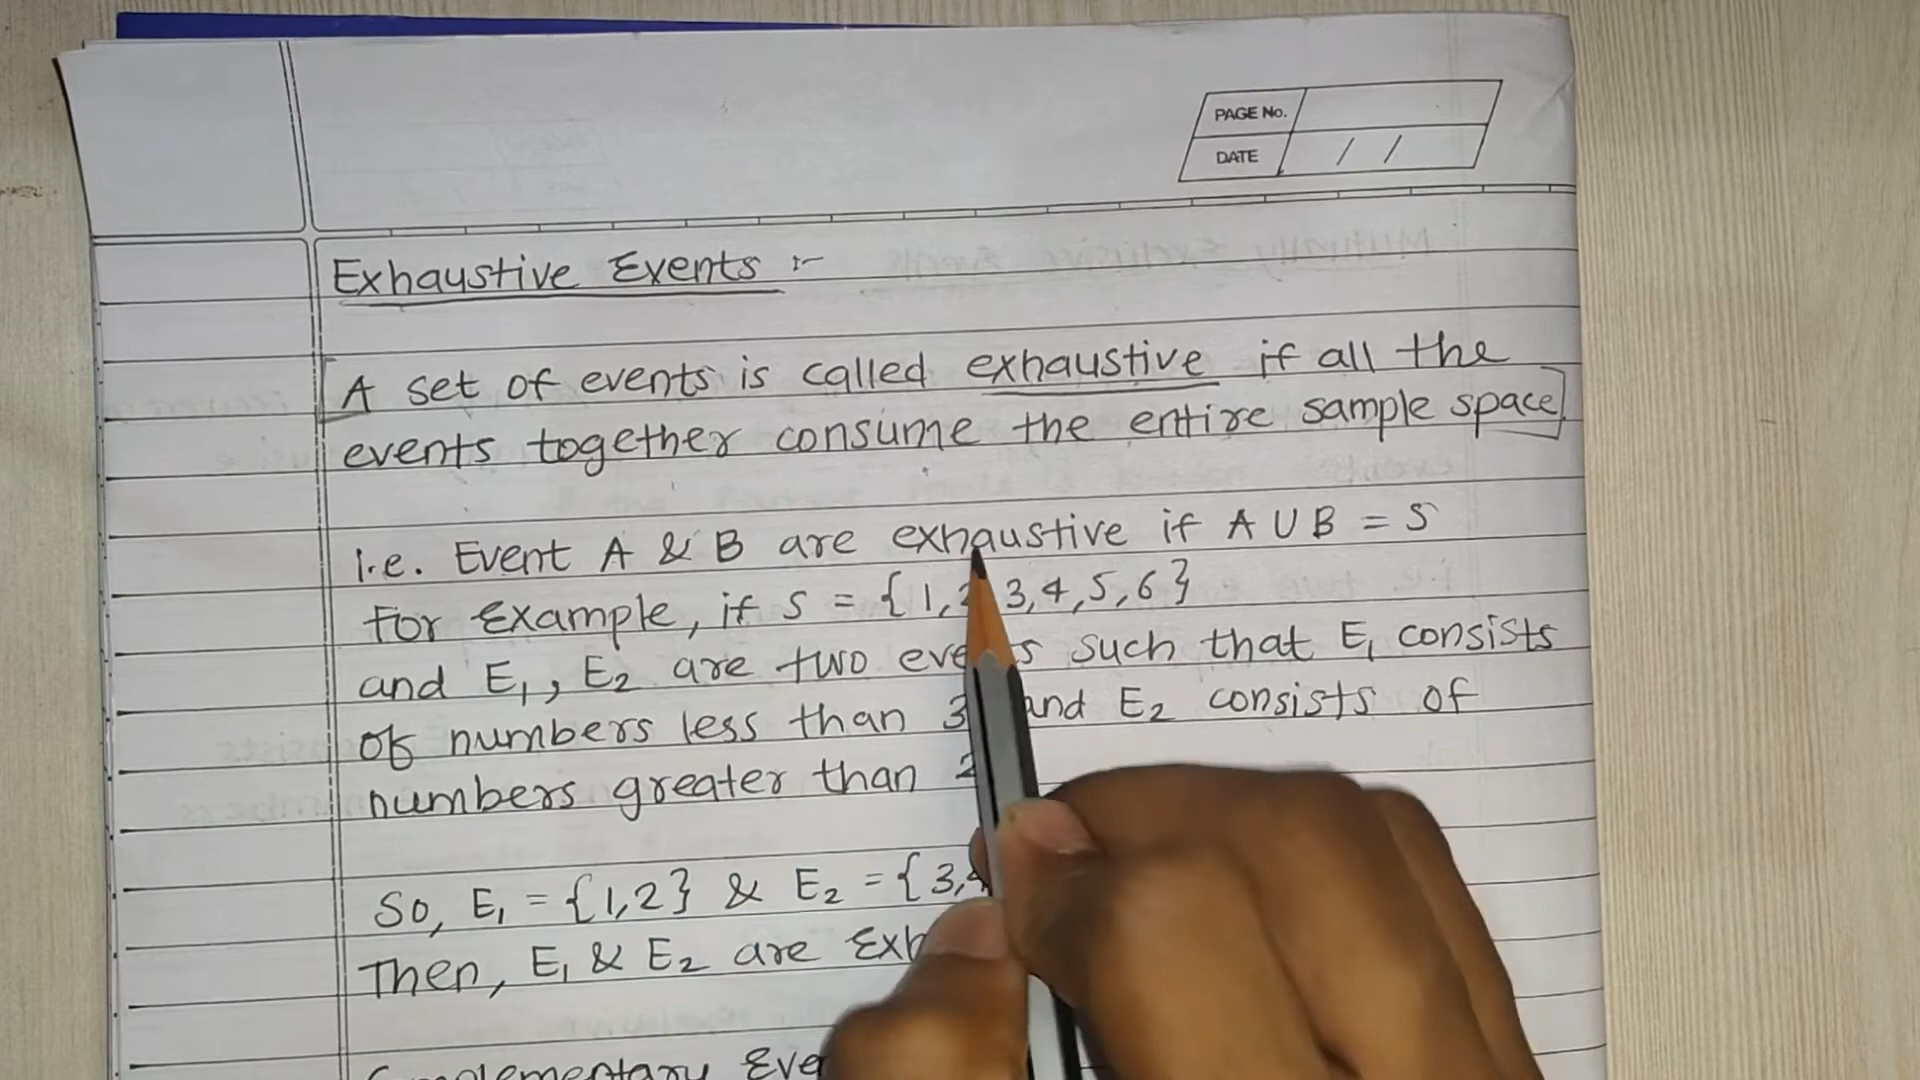 PAGE No.
DATE / /
Exhaustive Events :-
A set of events is called exhaustive if all the
events together consume the entire sample space.
i.e. Event A & B are exhaustive if A ∪ B = S
For Example, if S = {1, 2, 3, 4, 5, 6}
and E₁, E₂ are two such that E₁ consists
of numbers less than 3 and E₂ consists of
numbers greater than 2
So, E₁ = {1,2} & E₂ = {3,4
Then, E₁ & E₂ are